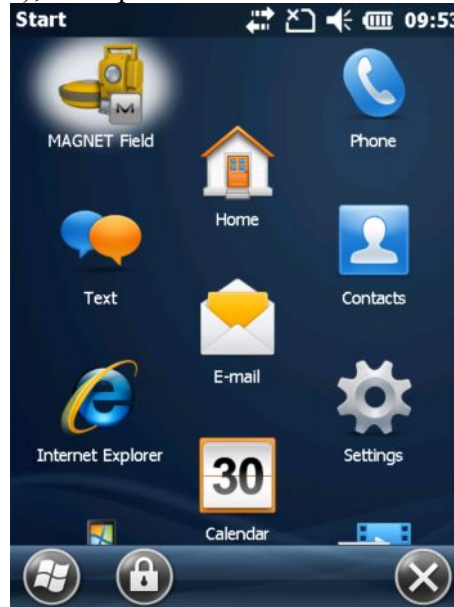 Start 09:53
MAGNET Field
Phone
Home
Text
Contacts
E-mail
Internet Explorer
Settings
30
Calendar